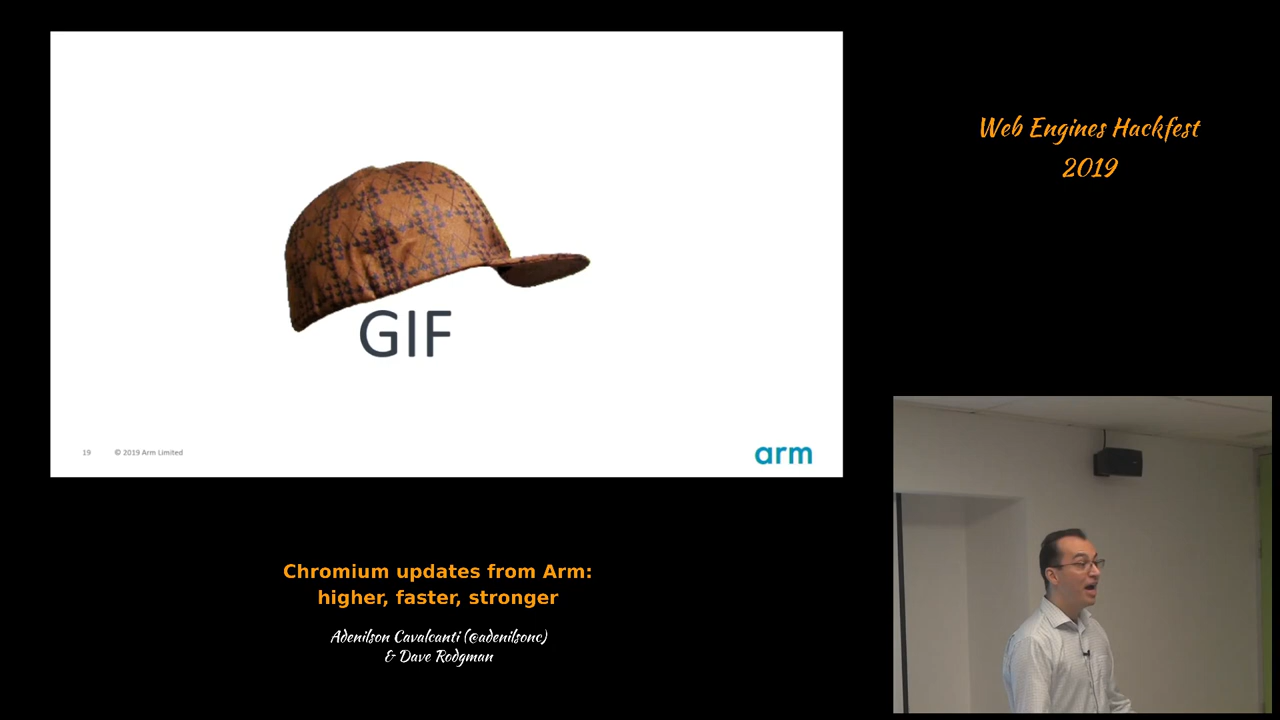 Web Engines Hackfest
2019
GIF
19 © 2019 Arm Limited
arm
Chromium updates from Arm:
higher, faster, stronger
Adenilson Cavalcanti (@adenilsonc)
& Dave Rodgman